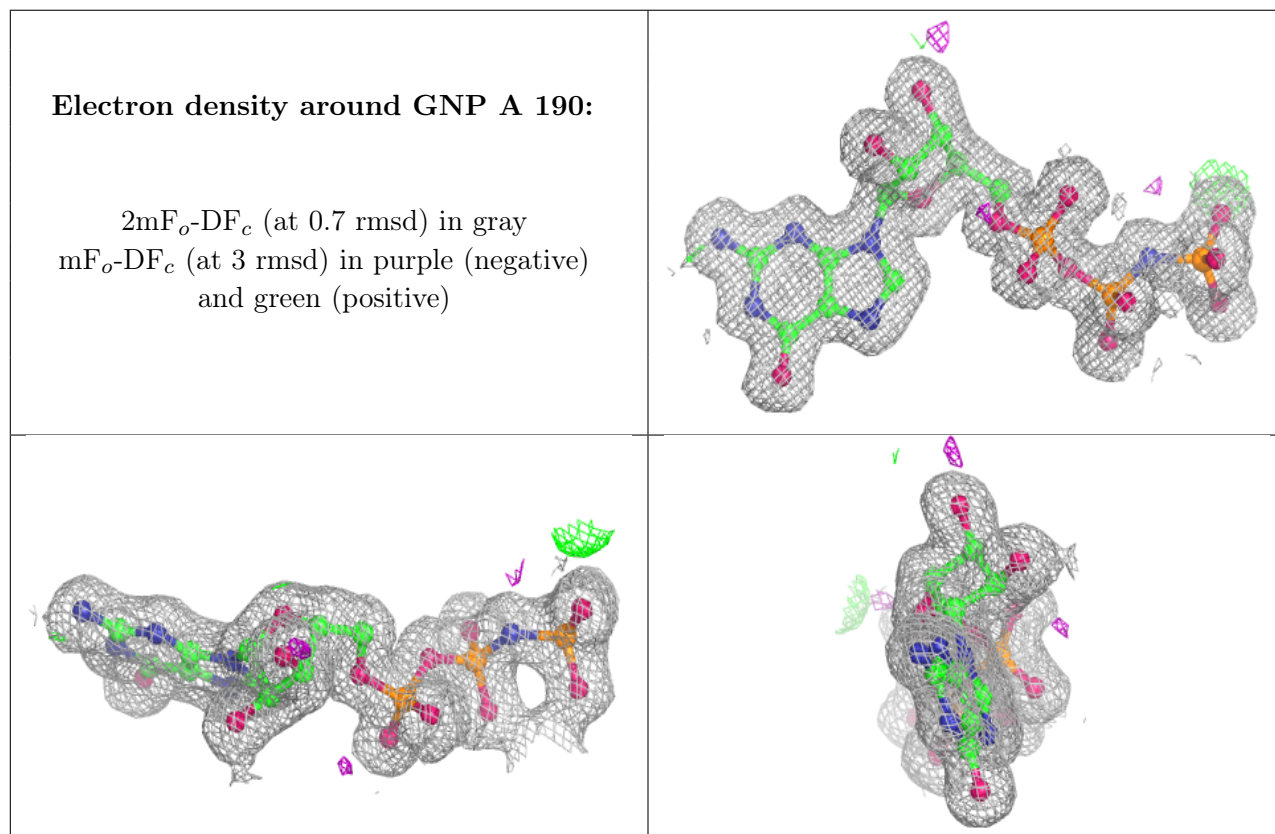 Electron density around GNP A 190:
2mFₒ-DF𝒸 (at 0.7 rmsd) in gray
mFₒ-DF𝒸 (at 3 rmsd) in purple (negative)
and green (positive)